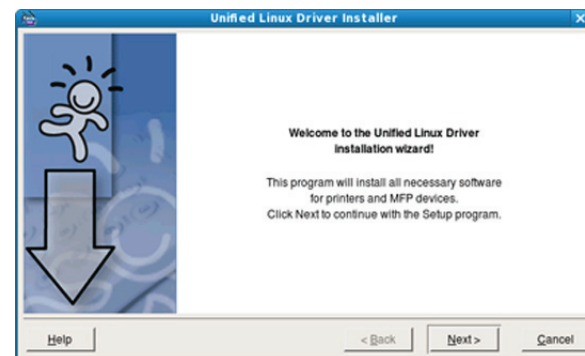 Unified Linux Driver Installer
Welcome to the Unified Linux Driver
installation wizard!
This program will install all necessary software
for printers and MFP devices.
Click Next to continue with the Setup program.
Help
< Back
Next >
Cancel